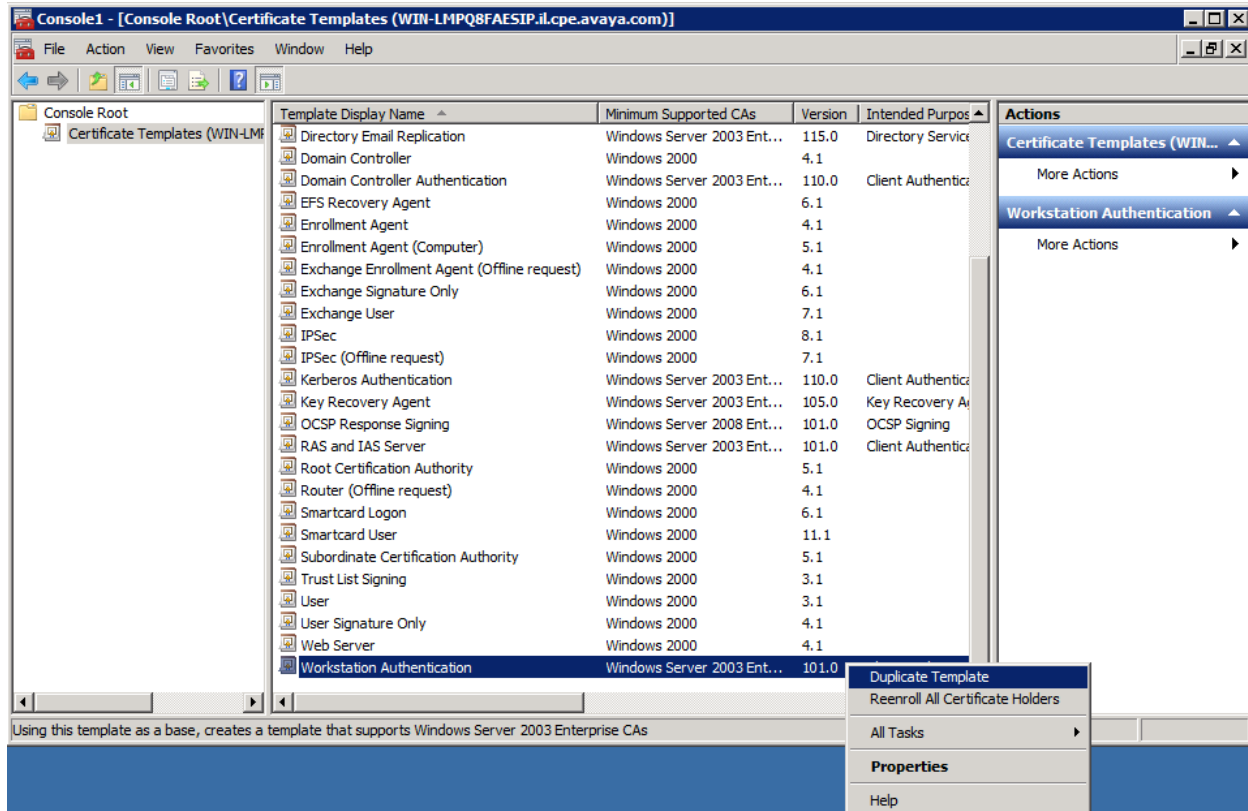 Console1 - [Console Root\Certificate Templates (WIN-LMPQ8FAESIP.il.cpe.avaya.com)]
File Action View Favorites Window Help
Console Root
Certificate Templates (WIN-LMP
Template Display Name Minimum Supported CAs Version Intended Purpos
Directory Email Replication Windows Server 2003 Ent... 115.0 Directory Service
Domain Controller Windows 2000 4.1
Domain Controller Authentication Windows Server 2003 Ent... 110.0 Client Authentica
EFS Recovery Agent Windows 2000 6.1
Enrollment Agent Windows 2000 4.1
Enrollment Agent (Computer) Windows 2000 5.1
Exchange Enrollment Agent (Offline request) Windows 2000 4.1
Exchange Signature Only Windows 2000 6.1
Exchange User Windows 2000 7.1
IPSec Windows 2000 8.1
IPSec (Offline request) Windows 2000 7.1
Kerberos Authentication Windows Server 2003 Ent... 110.0 Client Authentica
Key Recovery Agent Windows Server 2003 Ent... 105.0 Key Recovery Ag
OCSP Response Signing Windows Server 2008 Ent... 101.0 OCSP Signing
RAS and IAS Server Windows Server 2003 Ent... 101.0 Client Authentica
Root Certification Authority Windows 2000 5.1
Router (Offline request) Windows 2000 4.1
Smartcard Logon Windows 2000 6.1
Smartcard User Windows 2000 11.1
Subordinate Certification Authority Windows 2000 5.1
Trust List Signing Windows 2000 3.1
User Windows 2000 3.1
User Signature Only Windows 2000 4.1
Web Server Windows 2000 4.1
Workstation Authentication Windows Server 2003 Ent... 101.0
Actions
Certificate Templates (WIN...
More Actions
Workstation Authentication
More Actions
Duplicate Template
Reenroll All Certificate Holders
All Tasks
Properties
Help
Using this template as a base, creates a template that supports Windows Server 2003 Enterprise CAs